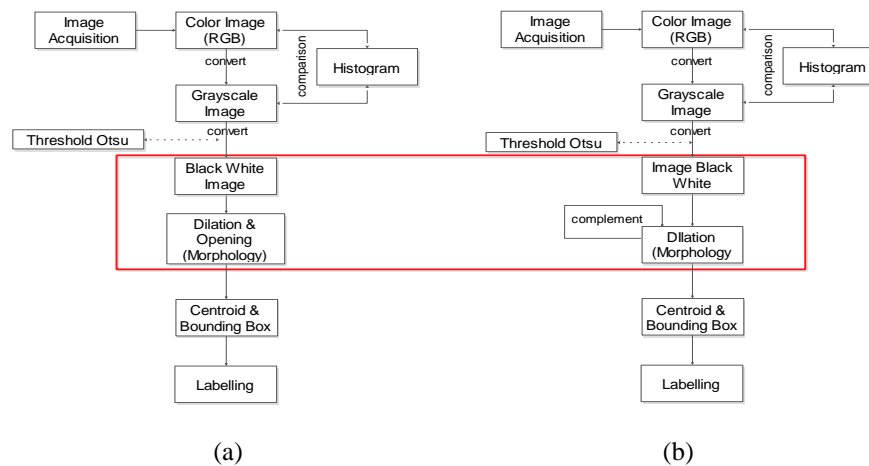 Image
Acquisition
Color Image
(RGB)
convert
comparison
Histogram
Grayscale
Image
convert
Threshold Otsu
Black White
Image
Dilation &
Opening
(Morphology)
Centroid &
Bounding Box
Labelling
(a)
Image
Acquisition
Color Image
(RGB)
convert
comparison
Histogram
Grayscale
Image
convert
Threshold Otsu
Image Black
White
complement
DIlation
(Morphology
Centroid &
Bounding Box
Labelling
(b)